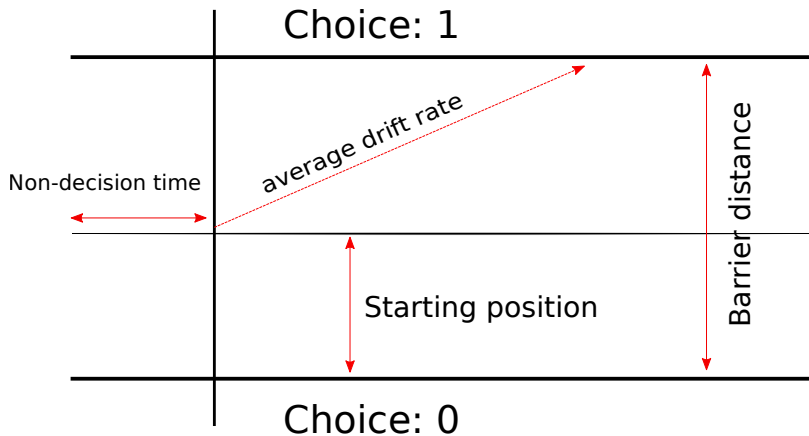 Choice: 1
average drift rate
Non-decision time
Barrier distance
Starting position
Choice: 0